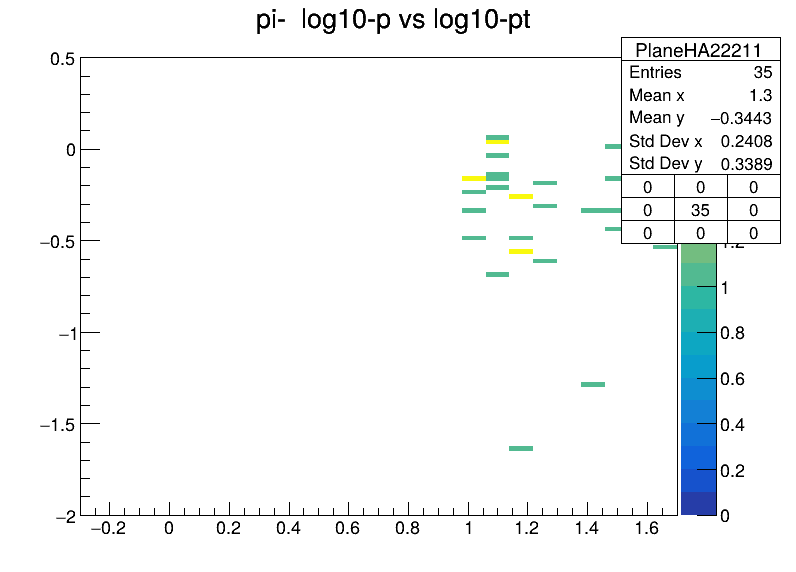 pi-  log10-p vs log10-pt
PlaneHA22211
Entries 35
Mean x 1.3
Mean y −0.3443
Std Dev x 0.2408
Std Dev y 0.3389
0 0 0
0 35 0
0 0 0
0.5
0
−0.5
−1
−1.5
−2
−0.2 0 0.2 0.4 0.6 0.8 1 1.2 1.4 1.6
1.2
1
0.8
0.6
0.4
0.2
0